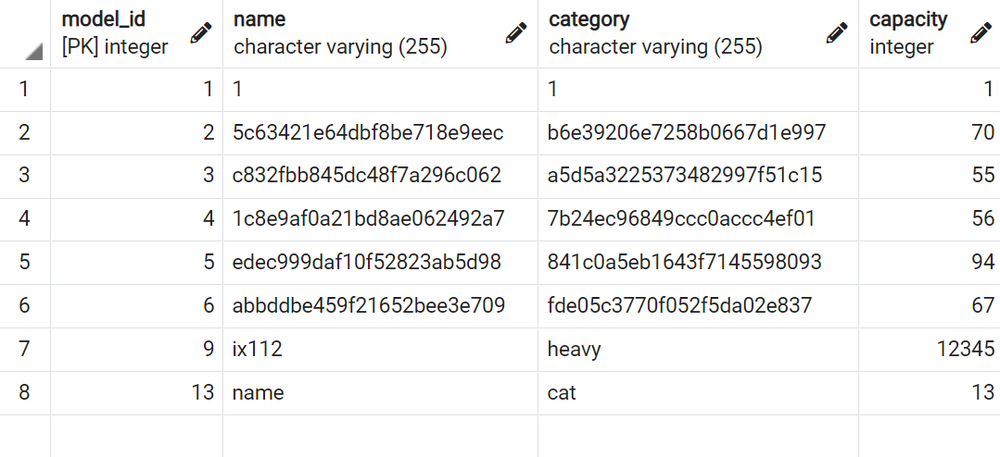 model_id name category capacity
[PK] integer character varying (255) character varying (255) integer
1 1 1 1 1
2 2 5c63421e64dbf8be718e9eec b6e39206e7258b0667d1e997 70
3 3 c832fbb845dc48f7a296c062 a5d5a3225373482997f51c15 55
4 4 1c8e9af0a21bd8ae062492a7 7b24ec96849ccc0accc4ef01 56
5 5 edec999daf10f52823ab5d98 841c0a5eb1643f7145598093 94
6 6 abbddbe459f21652bee3e709 fde05c3770f052f5da02e837 67
7 9 ix112 heavy 12345
8 13 name cat 13